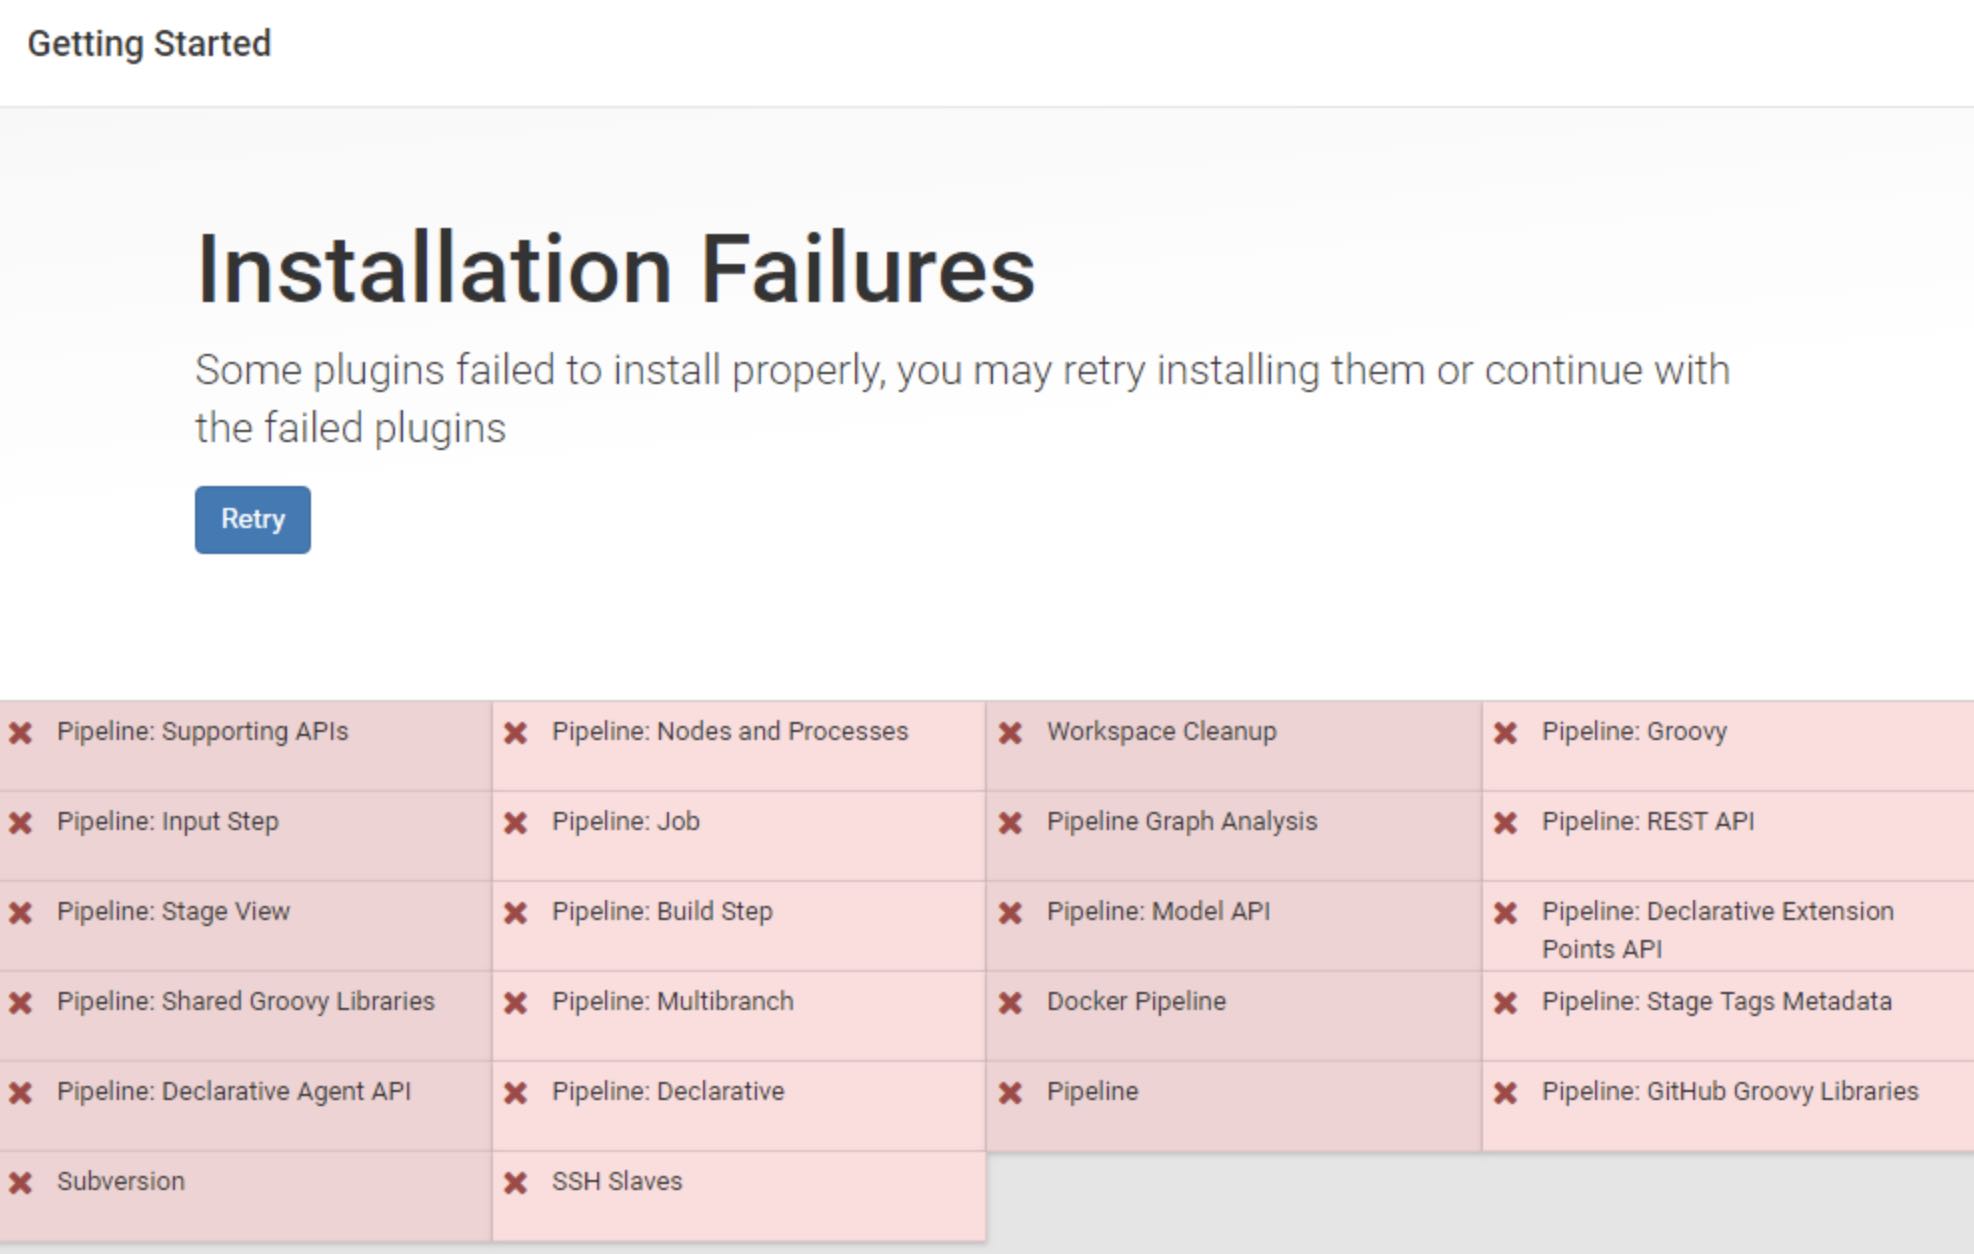 Getting Started
Installation Failures
Some plugins failed to install properly, you may retry installing them or continue with
the failed plugins
Retry
Pipeline: Supporting APIs
Pipeline: Nodes and Processes
Workspace Cleanup
Pipeline: Groovy
Pipeline: Input Step
Pipeline: Job
Pipeline Graph Analysis
Pipeline: REST API
Pipeline: Stage View
Pipeline: Build Step
Pipeline: Model API
Pipeline: Declarative Extension
Points API
Pipeline: Shared Groovy Libraries
Pipeline: Multibranch
Docker Pipeline
Pipeline: Stage Tags Metadata
Pipeline: Declarative Agent API
Pipeline: Declarative
Pipeline
Pipeline: GitHub Groovy Libraries
Subversion
SSH Slaves